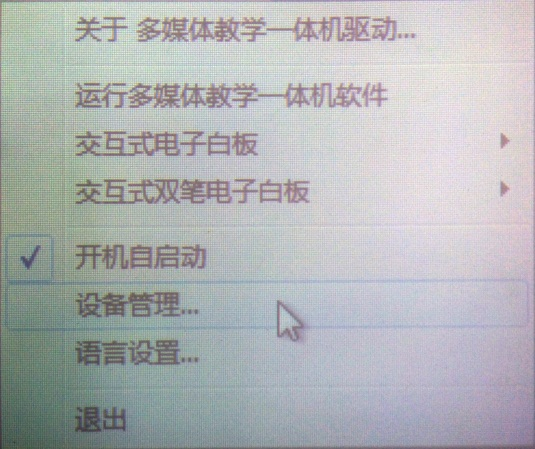 关于 多媒体教学一体机驱动...
运行多媒体教学一体机软件
交互式电子白板
交互式双笔电子白板
开机自启动
设备管理...
语言设置...
退出